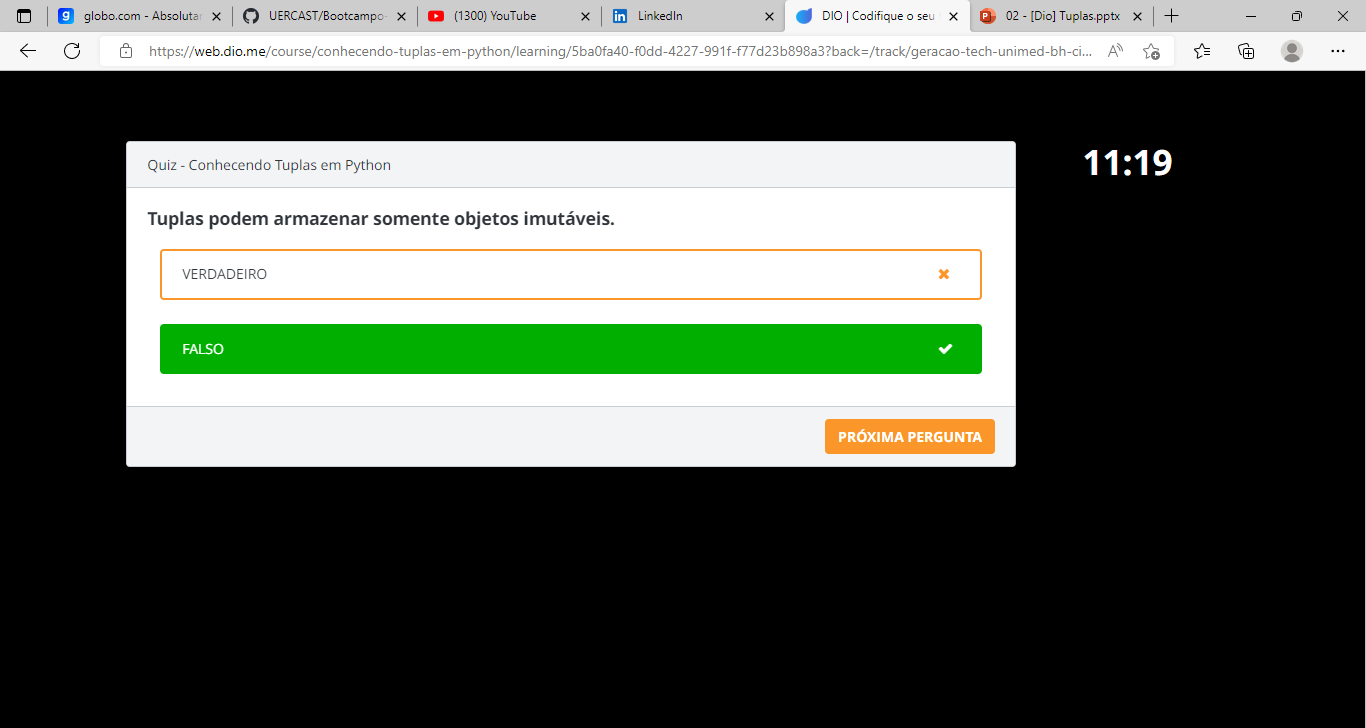 globo.com - Absoluta
UERCAST/Bootcampo-
(1300) YouTube
LinkedIn
DIO | Codifique o seu
02 - [Dio] Tuplas.pptx
https://web.dio.me/course/conhecendo-tuplas-em-python/learning/5ba0fa40-f0dd-4227-991f-f77d23b898a3?back=/track/geracao-tech-unimed-bh-ci...
Quiz - Conhecendo Tuplas em Python
11:19
Tuplas podem armazenar somente objetos imutáveis.
VERDADEIRO
FALSO
PRÓXIMA PERGUNTA